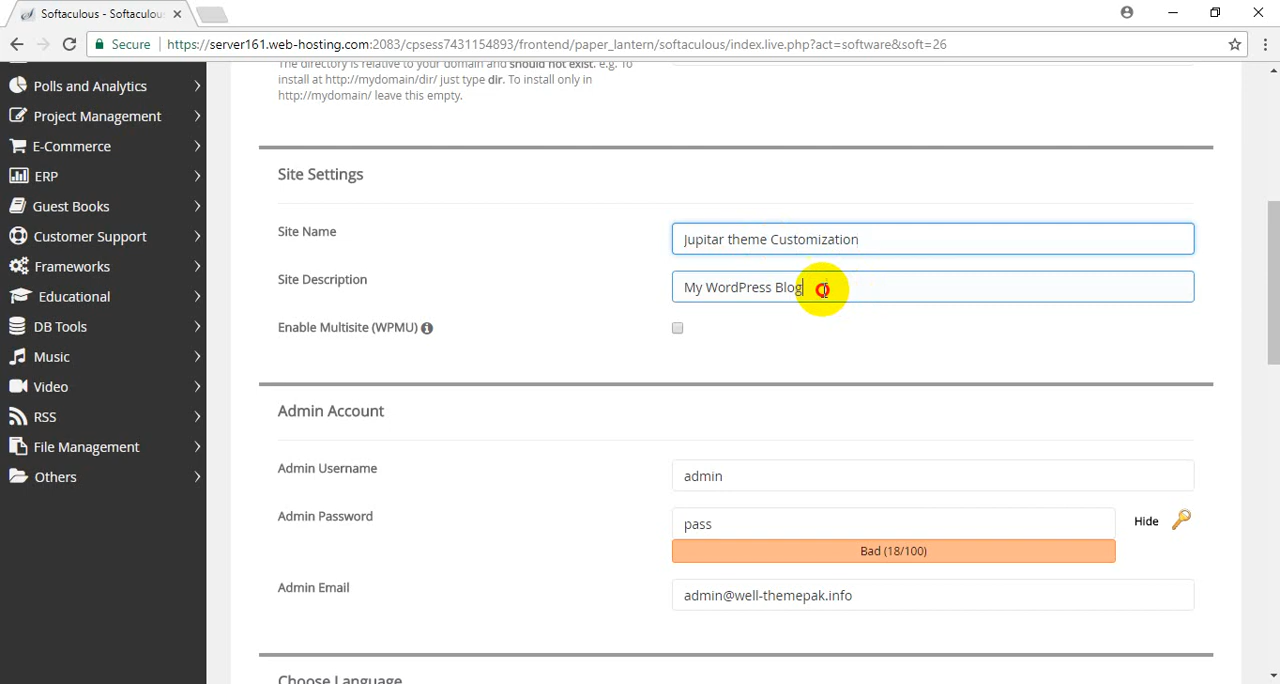 Softaculous - Softaculous
Secure
https://server161.web-hosting.com:2083/cpsess7431154893/frontend/paper_lantern/softaculous/index.live.php?act=software&soft=26
Polls and Analytics
Project Management
E-Commerce
ERP
Guest Books
Customer Support
Frameworks
Educational
DB Tools
Music
Video
RSS
File Management
Others
The directory is relative to your domain and should not exist. e.g. To
install at http://mydomain/dir/ just type dir. To install only in
http://mydomain/ leave this empty.
Site Settings
Site Name
Jupitar theme Customization
Site Description
My WordPress Blog
Enable Multisite (WPMU)
Admin Account
Admin Username
admin
Admin Password
pass
Hide
Bad (18/100)
Admin Email
admin@well-themepak.info
Choose Language